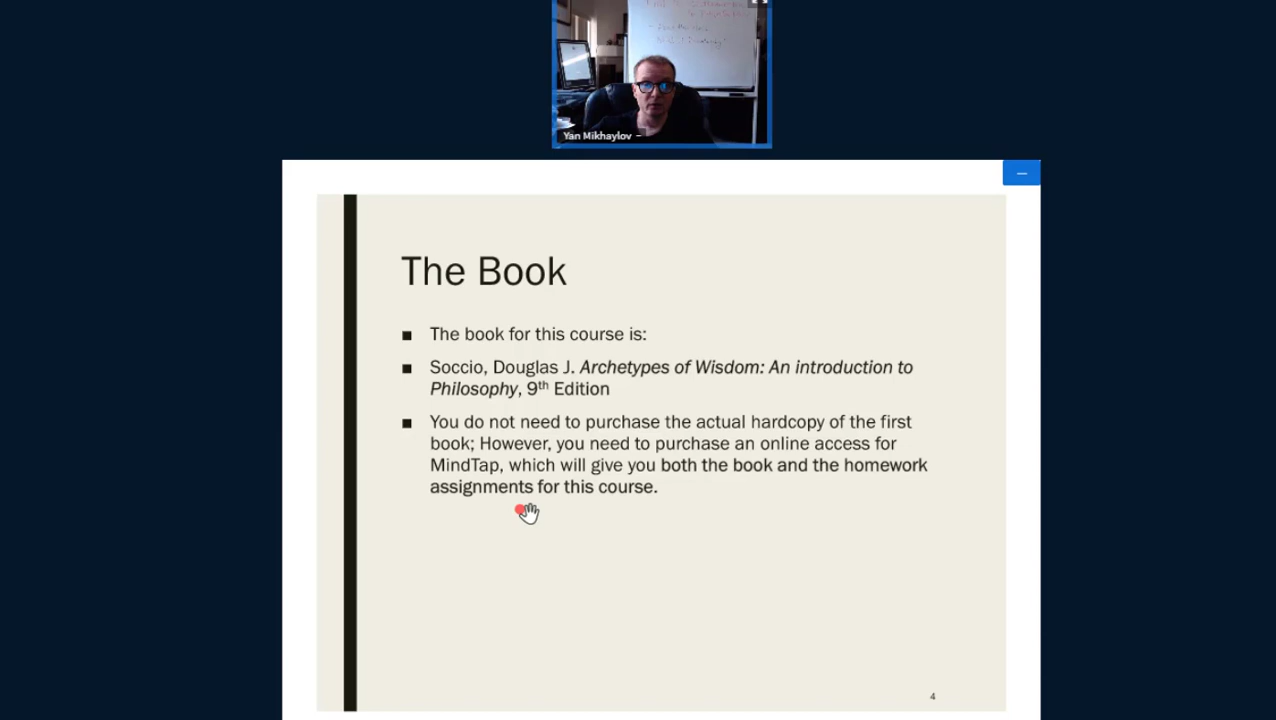 Yan Mikhaylov
The Book
■ The book for this course is:
■ Soccio, Douglas J. Archetypes of Wisdom: An introduction to
Philosophy, 9th Edition
■ You do not need to purchase the actual hardcopy of the first
book; However, you need to purchase an online access for
MindTap, which will give you both the book and the homework
assignments for this course.
4